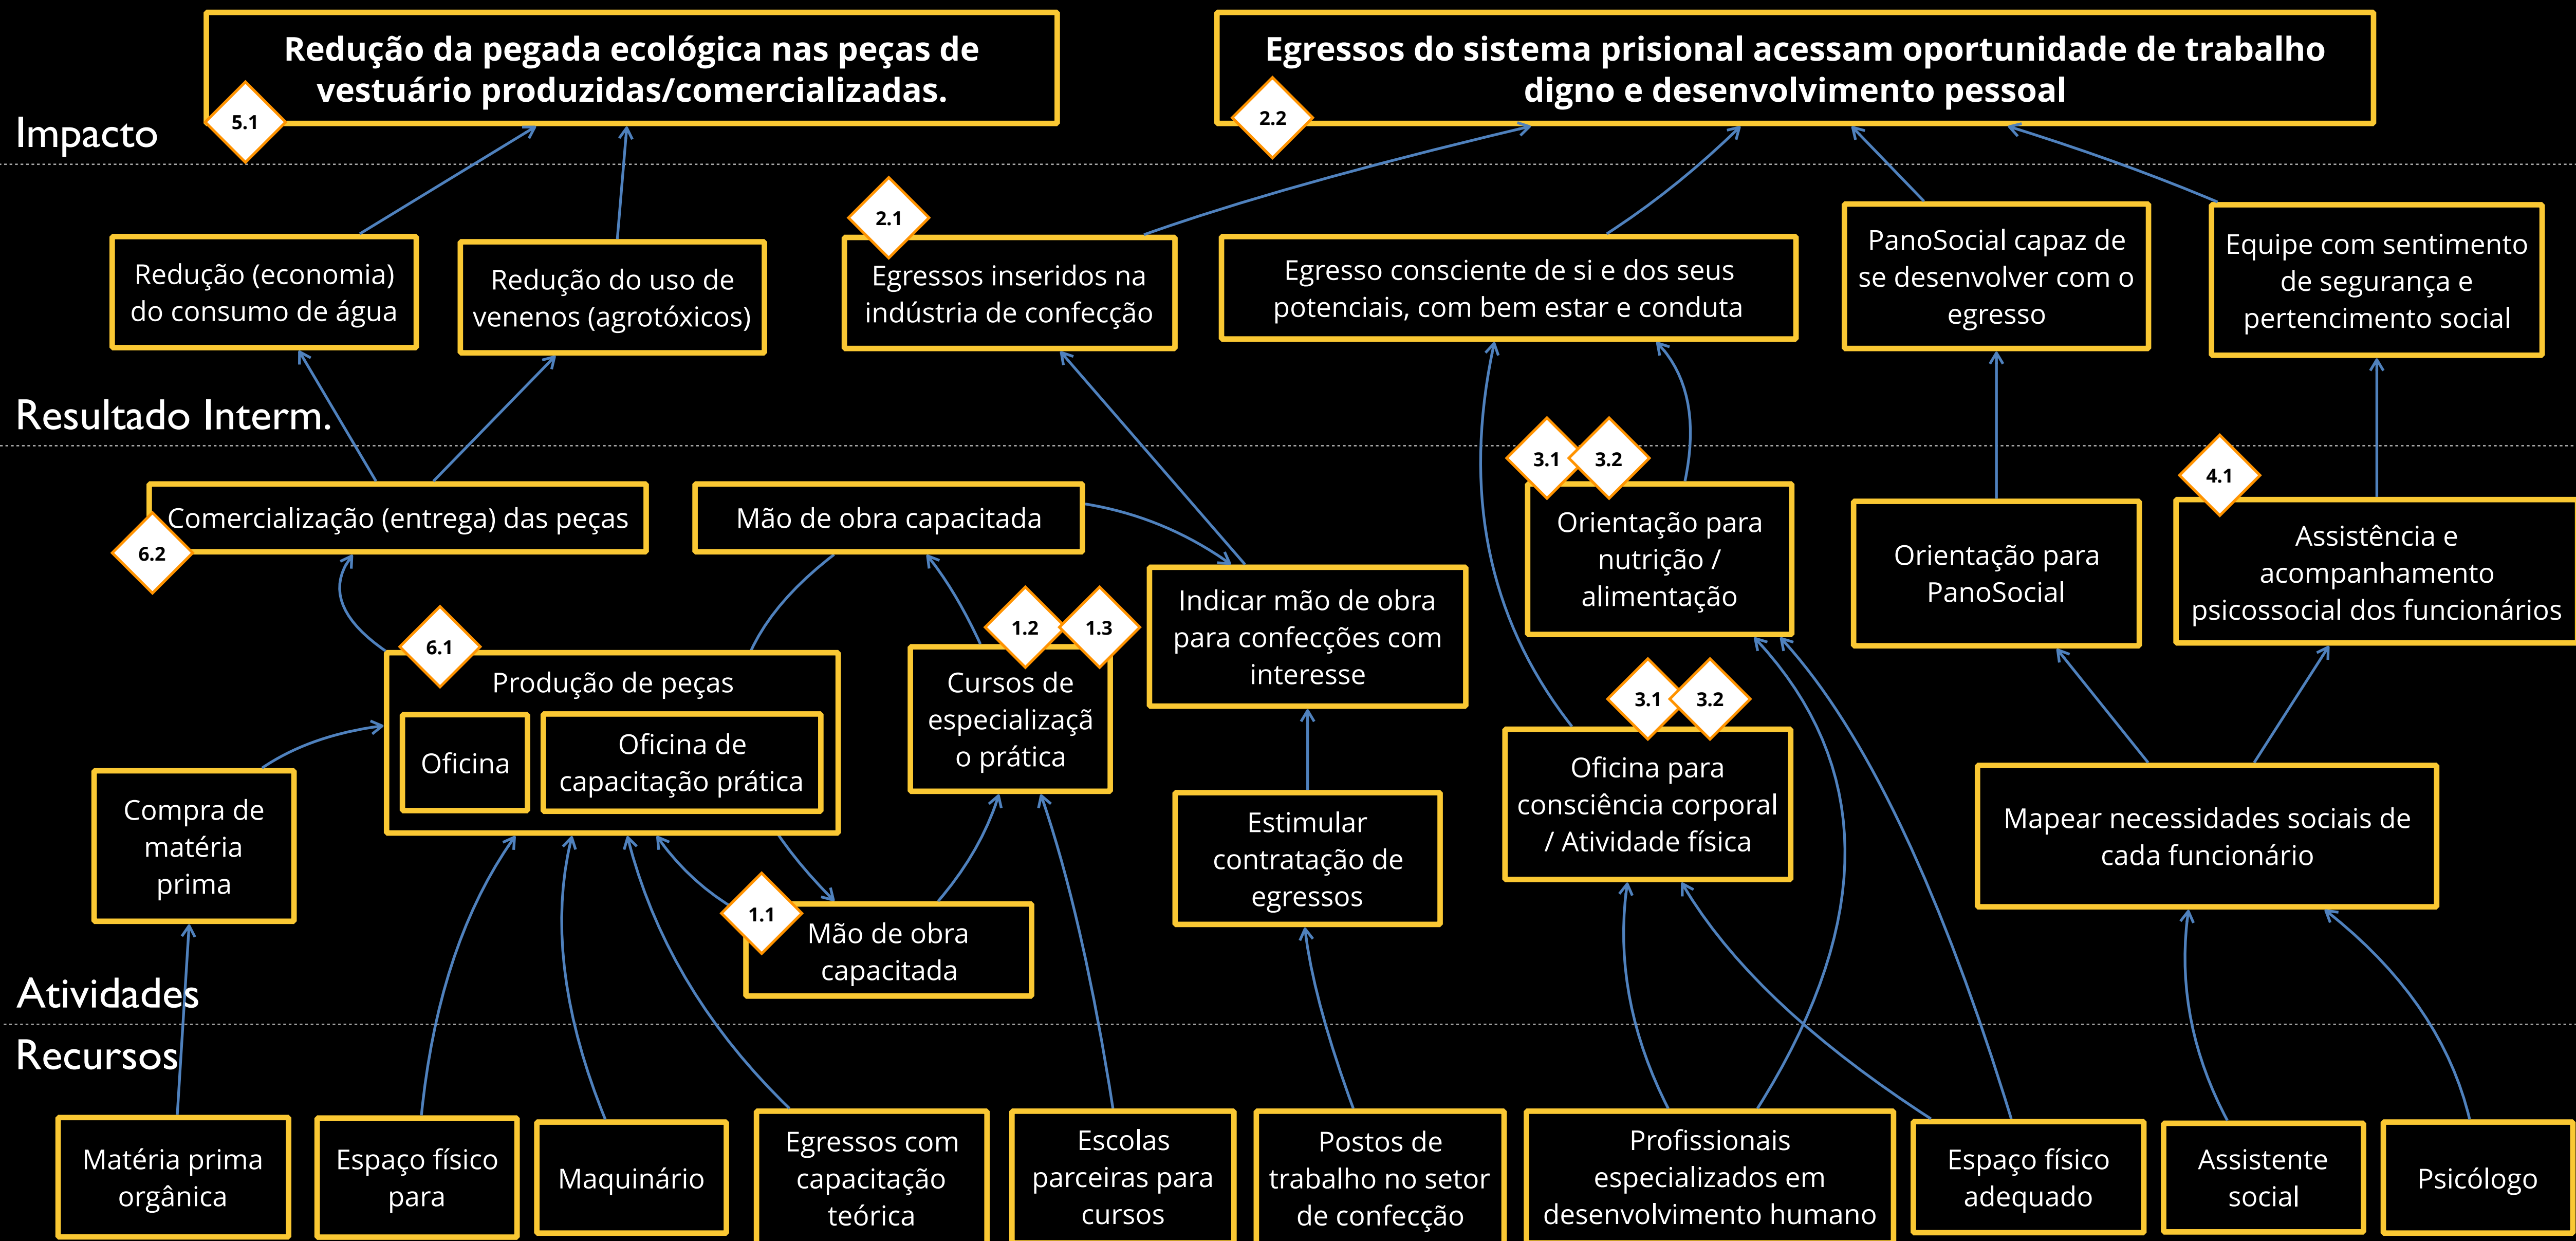 Redução da pegada ecológica nas peças de
vestuário produzidas/comercializadas.
5.1
Egressos do sistema prisional acessam oportunidade de trabalho
digno e desenvolvimento pessoal
2.2
Impacto
Redução (economia)
do consumo de água
Redução do uso de
venenos (agrotóxicos)
2.1
Egressos inseridos na
indústria de confecção
Egresso consciente de si e dos seus
potenciais, com bem estar e conduta
PanoSocial capaz de
se desenvolver com o
egresso
Equipe com sentimento
de segurança e
pertencimento social
Resultado Interm.
Comercialização (entrega) das peças
6.2
Mão de obra capacitada
3.1
3.2
Orientação para
nutrição /
alimentação
Orientação para
PanoSocial
4.1
Assistência e
acompanhamento
psicossocial dos funcionários
6.1
Produção de peças
Oficina
Oficina de
capacitação prática
1.2
1.3
Cursos de
especializaçã
o prática
Indicar mão de obra
para confecções com
interesse
3.1
3.2
Oficina para
consciência corporal
/ Atividade física
Compra de
matéria
prima
Estimular
contratação de
egressos
Mapear necessidades sociais de
cada funcionário
1.1
Mão de obra
capacitada
Atividades
Recursos
Matéria prima
orgânica
Espaço físico
para
Maquinário
Egressos com
capacitação
teórica
Escolas
parceiras para
cursos
Postos de
trabalho no setor
de confecção
Profissionais
especializados em
desenvolvimento humano
Espaço físico
adequado
Assistente
social
Psicólogo